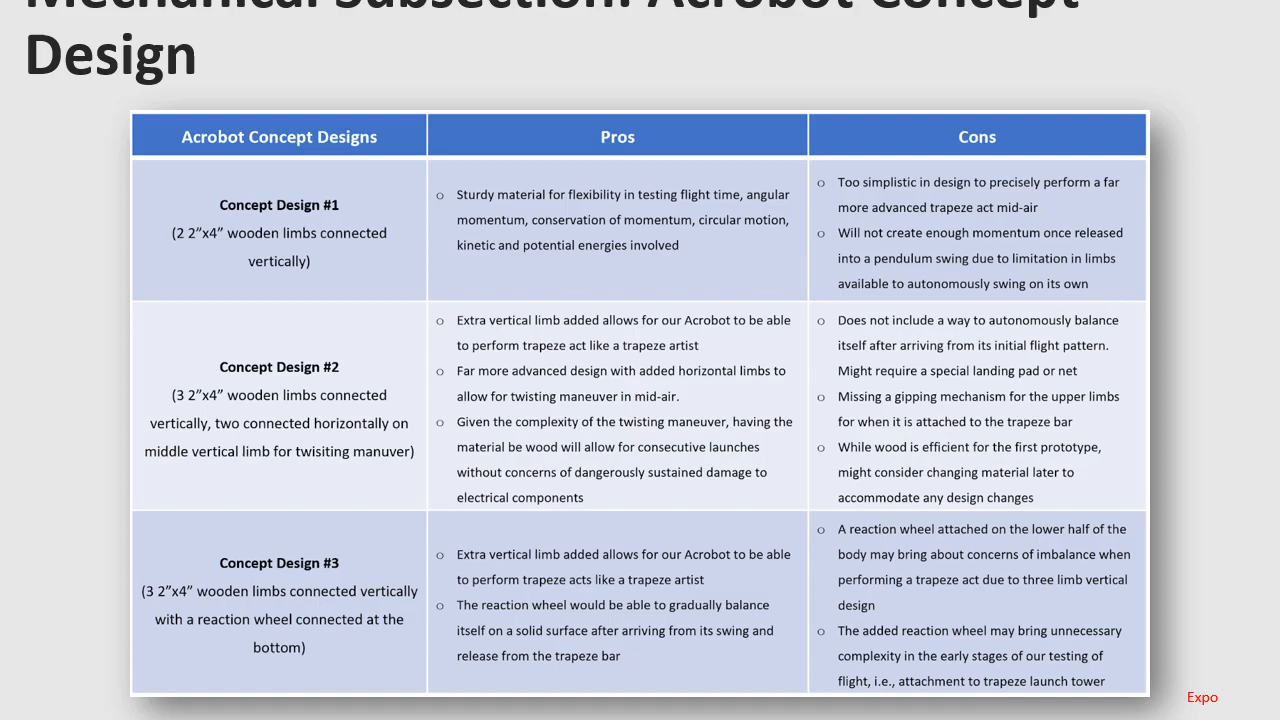 Mechanical Subsection: Acrobot Concept
Design
Acrobot Concept Designs
Pros
Cons
Concept Design #1
(2 2”x4” wooden limbs connected
vertically)
o Sturdy material for flexibility in testing flight time, angular
momentum, conservation of momentum, circular motion,
kinetic and potential energies involved
o Too simplistic in design to precisely perform a far
more advanced trapeze act mid-air
o Will not create enough momentum once released
into a pendulum swing due to limitation in limbs
available to autonomously swing on its own
Concept Design #2
(3 2”x4” wooden limbs connected
vertically, two connected horizontally on
middle vertical limb for twisiting manuver)
o Extra vertical limb added allows for our Acrobot to be able
to perform trapeze act like a trapeze artist
o Far more advanced design with added horizontal limbs to
allow for twisting maneuver in mid-air.
o Given the complexity of the twisting maneuver, having the
material be wood will allow for consecutive launches
without concerns of dangerously sustained damage to
electrical components
o Does not include a way to autonomously balance
itself after arriving from its initial flight pattern.
Might require a special landing pad or net
o Missing a gipping mechanism for the upper limbs
for when it is attached to the trapeze bar
o While wood is efficient for the first prototype,
might consider changing material later to
accommodate any design changes
Concept Design #3
(3 2”x4” wooden limbs connected vertically
with a reaction wheel connected at the
bottom)
o Extra vertical limb added allows for our Acrobot to be able
to perform trapeze acts like a trapeze artist
o The reaction wheel would be able to gradually balance
itself on a solid surface after arriving from its swing and
release from the trapeze bar
o A reaction wheel attached on the lower half of the
body may bring about concerns of imbalance when
performing a trapeze act due to three limb vertical
design
o The added reaction wheel may bring unnecessary
complexity in the early stages of our testing of
flight, i.e., attachment to trapeze launch tower
Expo